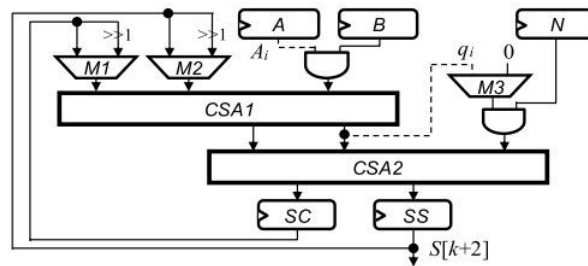 A B N
>>1 >>1 A_i q_i 0
M1 M2 M3
CSA1
CSA2
SC SS
S[k+2]